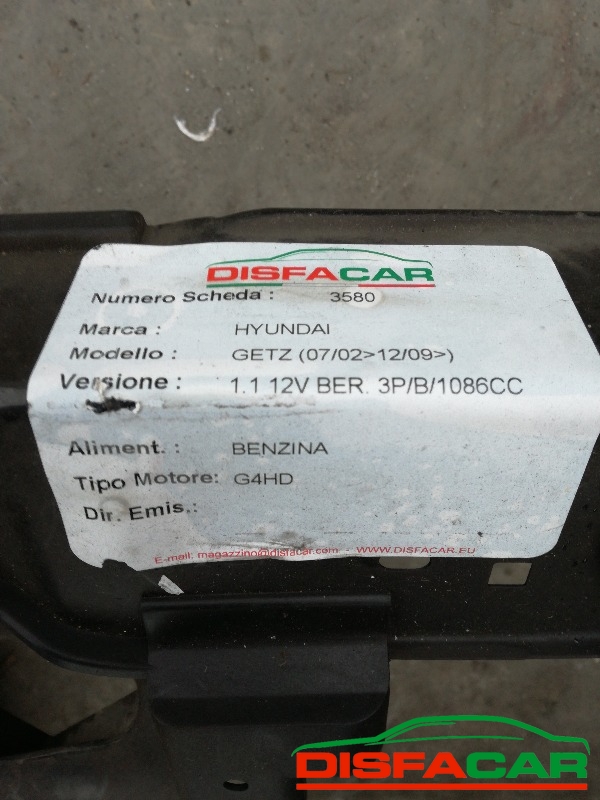 DISFACAR
Numero Scheda : 3580
Marca : HYUNDAI
Modello : GETZ (07/02>12/09>)
Versione : 1.1 12V BER. 3P/B/1086CC
Aliment. : BENZINA
Tipo Motore: G4HD
Dir. Emis.:
E-mail: magazzino@disfacar.com - WWW.DISFACAR.EU
DISFACAR